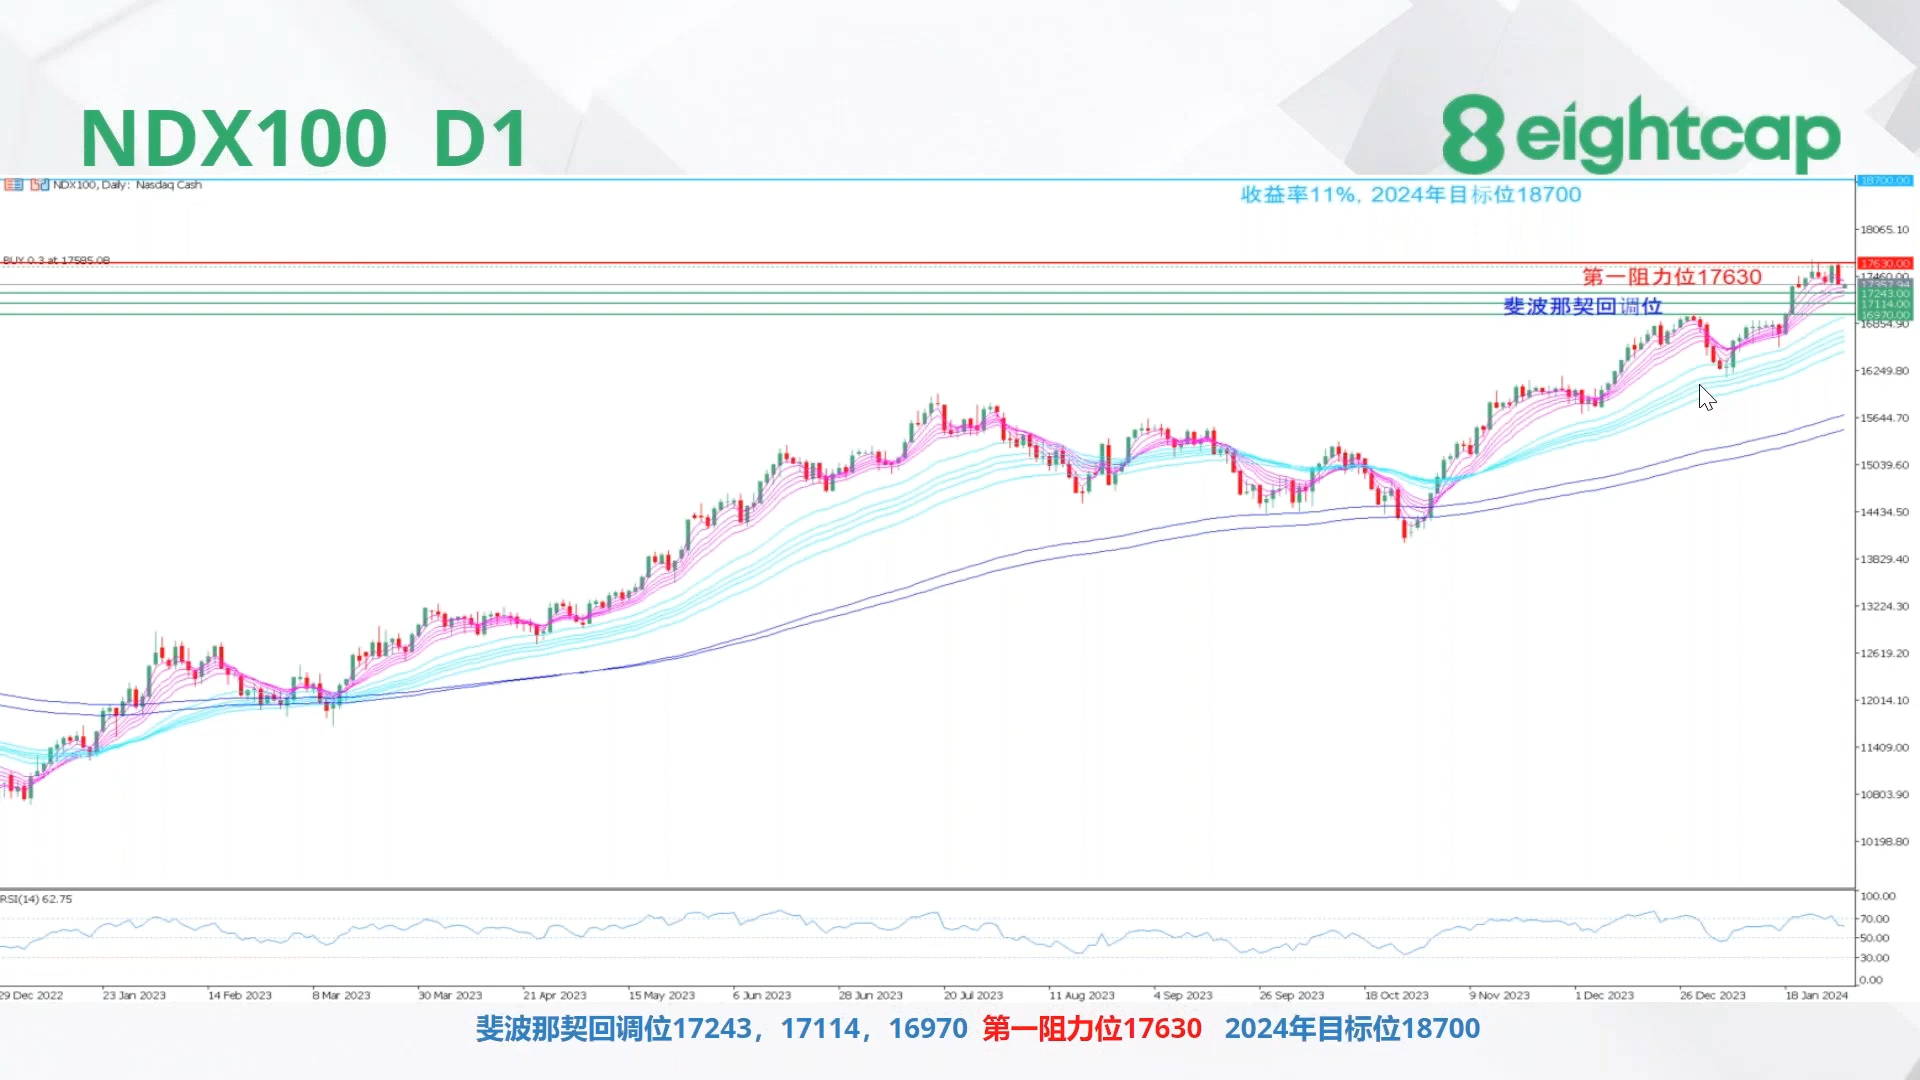 NDX100 D1
8 eightcap
NDX100, Daily: Nasdaq Cash
收益率11%, 2024年目标位18700
18700.00
18065.10
BUY 0.3 at 17585.08
17630.00
第一阻力位17630
17460.00
17357.94
17243.00
17114.00
斐波那契回调位
16970.00
16854.90
16249.80
15644.70
15039.60
14434.50
13829.40
13224.30
12619.20
12014.10
11409.00
10803.90
10198.80
RSI(14) 62.75
100.00
70.00
50.00
30.00
0.00
29 Dec 2022 23 Jan 2023 14 Feb 2023 8 Mar 2023 30 Mar 2023 21 Apr 2023 15 May 2023 6 Jun 2023 28 Jun 2023 20 Jul 2023 11 Aug 2023 4 Sep 2023 26 Sep 2023 18 Oct 2023 9 Nov 2023 1 Dec 2023 26 Dec 2023 18 Jan 2024
斐波那契回调位17243，17114，16970 第一阻力位17630 2024年目标位18700